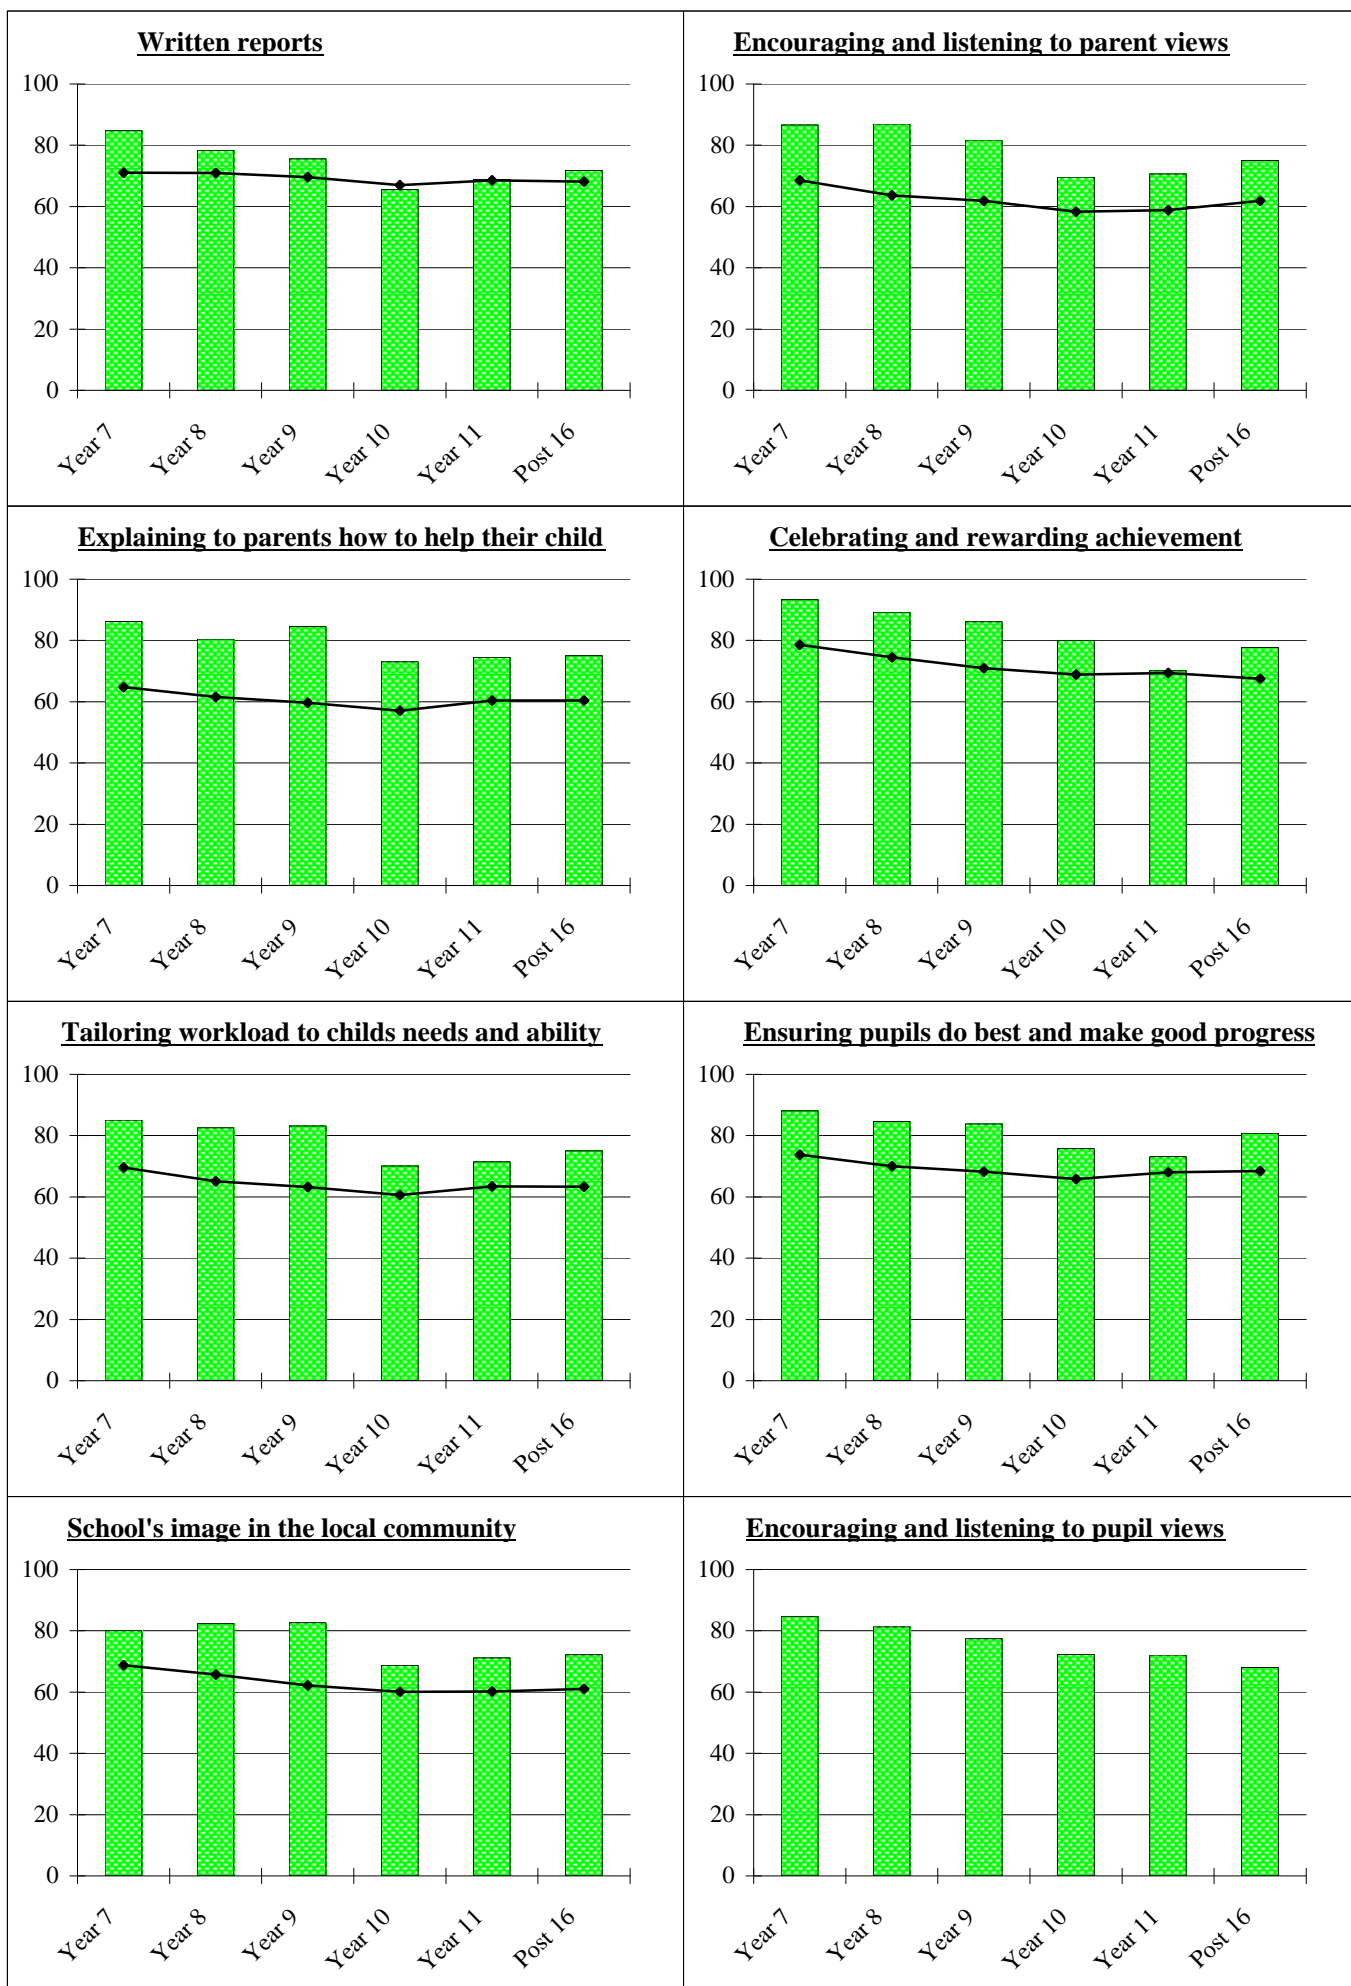 Written reports
100
80
60
40
20
0
Year 7
Year 8
Year 9
Year 10
Year 11
Post 16
Encouraging and listening to parent views
100
80
60
40
20
0
Year 7
Year 8
Year 9
Year 10
Year 11
Post 16
Explaining to parents how to help their child
100
80
60
40
20
0
Year 7
Year 8
Year 9
Year 10
Year 11
Post 16
Celebrating and rewarding achievement
100
80
60
40
20
0
Year 7
Year 8
Year 9
Year 10
Year 11
Post 16
Tailoring workload to childs needs and ability
100
80
60
40
20
0
Year 7
Year 8
Year 9
Year 10
Year 11
Post 16
Ensuring pupils do best and make good progress
100
80
60
40
20
0
Year 7
Year 8
Year 9
Year 10
Year 11
Post 16
School's image in the local community
100
80
60
40
20
0
Year 7
Year 8
Year 9
Year 10
Year 11
Post 16
Encouraging and listening to pupil views
100
80
60
40
20
0
Year 7
Year 8
Year 9
Year 10
Year 11
Post 16